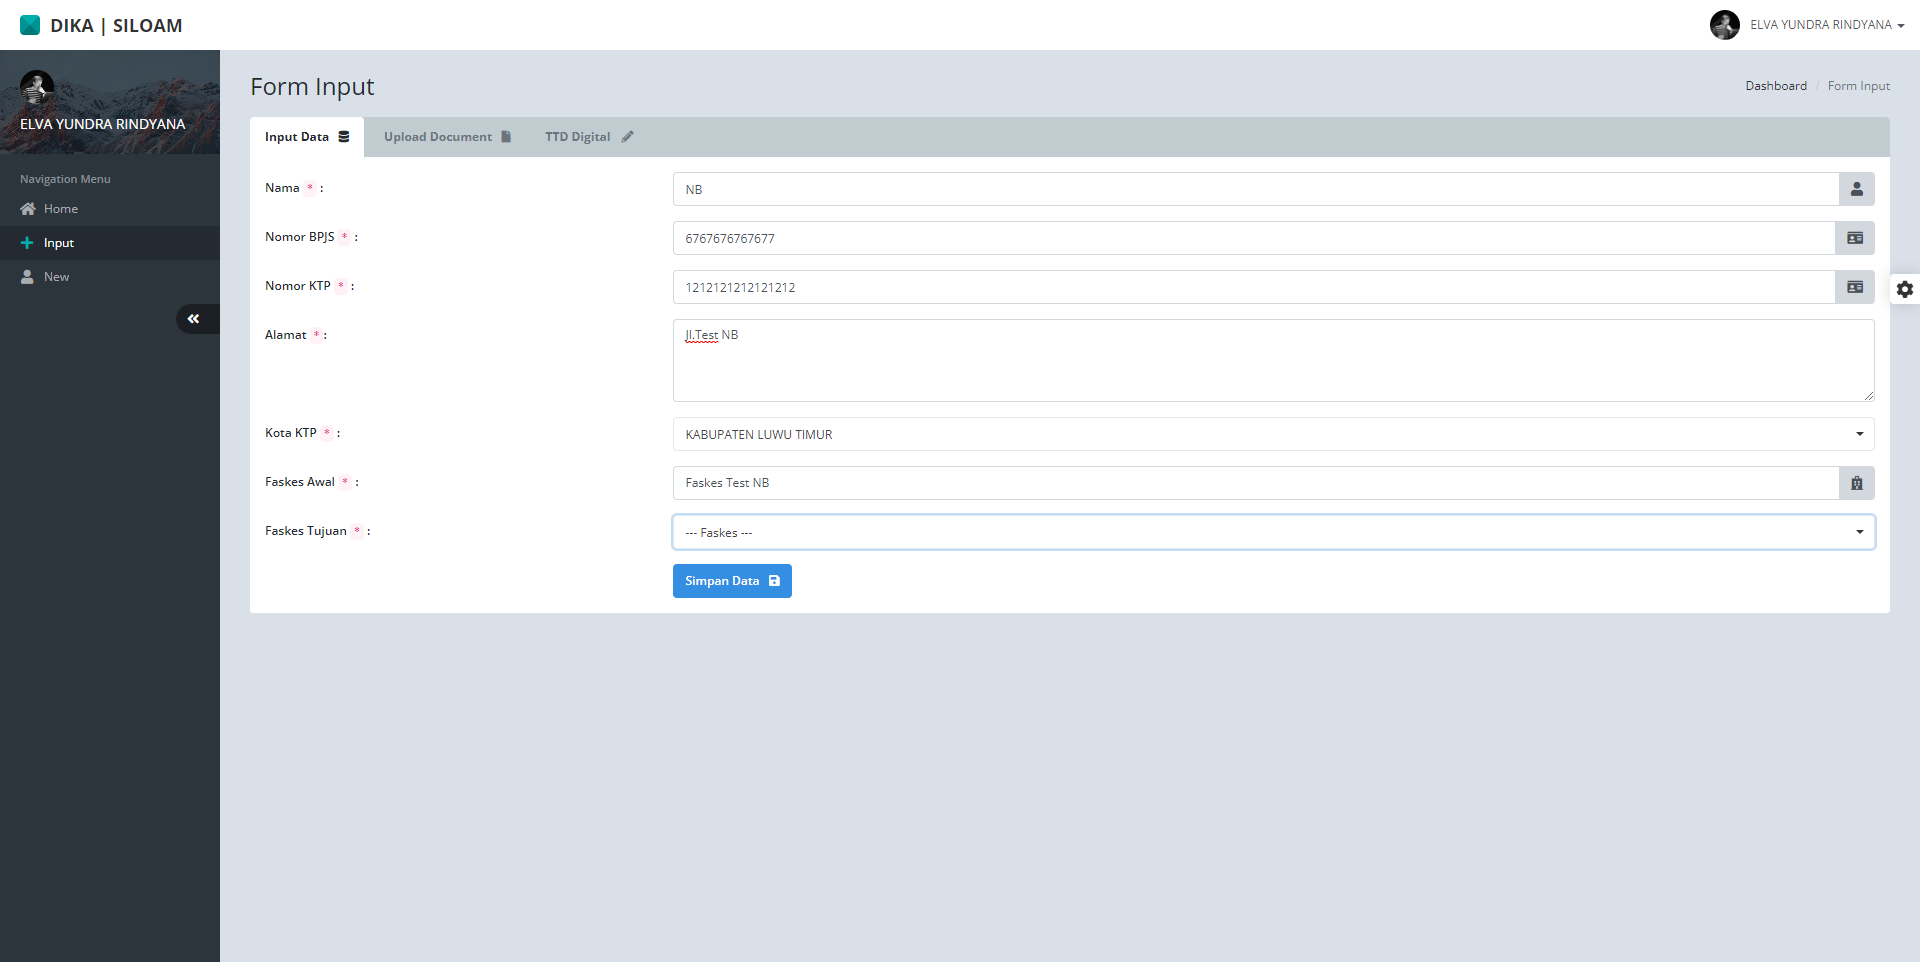 DIKA | SILOAM
ELVA YUNDRA RINDYANA
ELVA YUNDRA RINDYANA
Navigation Menu
Home
Input
New
Form Input
Dashboard / Form Input
Input Data
Upload Document
TTD Digital
Nama * :
NB
Nomor BPJS * :
6767676767677
Nomor KTP * :
1212121212121212
Alamat * :
Jl.Test NB
Kota KTP * :
KABUPATEN LUWU TIMUR
Faskes Awal * :
Faskes Test NB
Faskes Tujuan * :
--- Faskes ---
Simpan Data